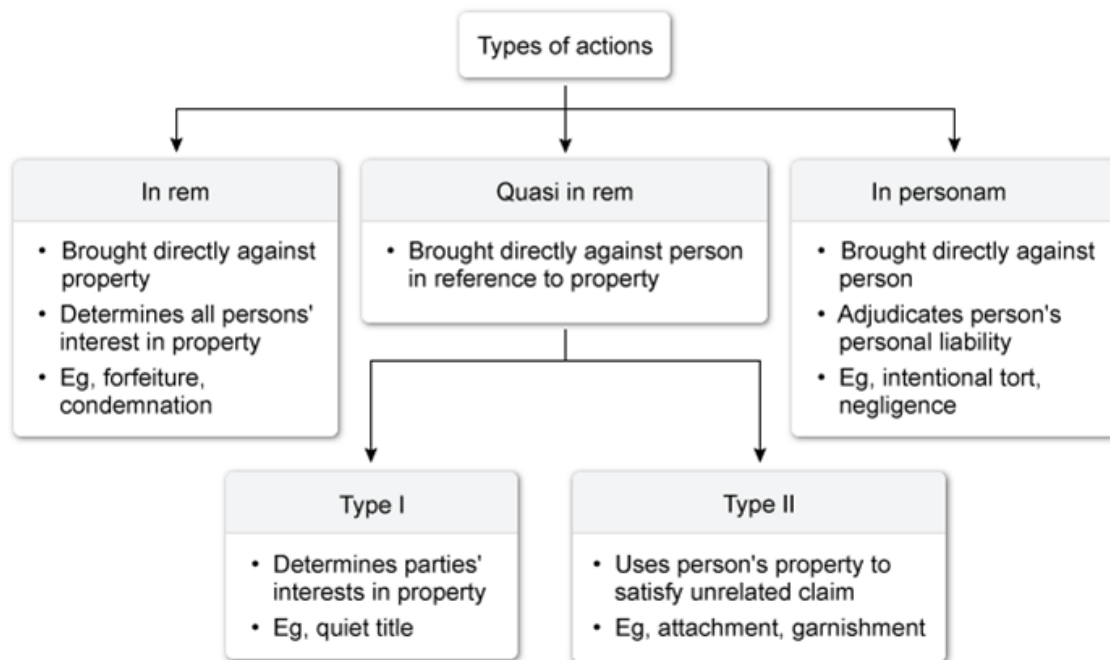 Types of actions
In rem
• Brought directly against
property
• Determines all persons'
interest in property
• Eg, forfeiture,
condemnation
Quasi in rem
• Brought directly against person
in reference to property
In personam
• Brought directly against
person
• Adjudicates person's
personal liability
• Eg, intentional tort,
negligence
Type I
• Determines parties'
interests in property
• Eg, quiet title
Type II
• Uses person's property to
satisfy unrelated claim
• Eg, attachment, garnishment